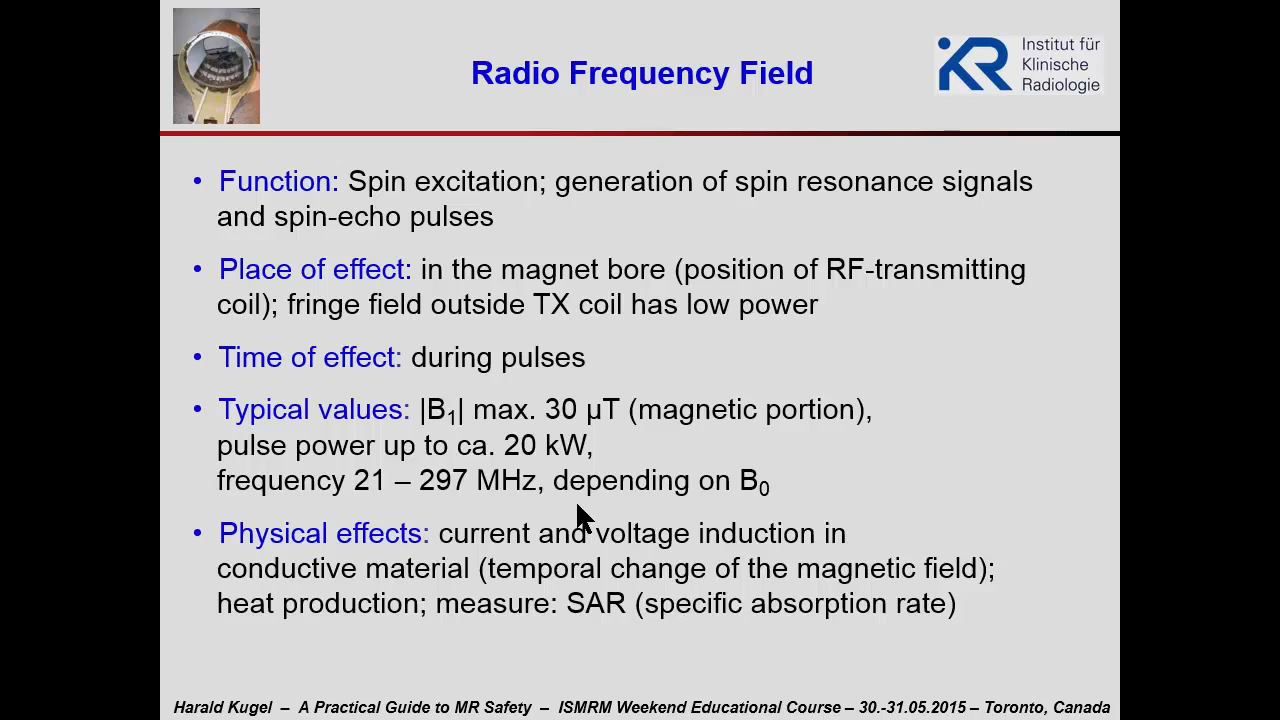 Radio Frequency Field
iKR
Institut für
Klinische
Radiologie
• Function: Spin excitation; generation of spin resonance signals
and spin-echo pulses
• Place of effect: in the magnet bore (position of RF-transmitting
coil); fringe field outside TX coil has low power
• Time of effect: during pulses
• Typical values: |B₁| max. 30 µT (magnetic portion),
pulse power up to ca. 20 kW,
frequency 21 – 297 MHz, depending on B₀
• Physical effects: current and voltage induction in
conductive material (temporal change of the magnetic field);
heat production; measure: SAR (specific absorption rate)
Harald Kugel – A Practical Guide to MR Safety – ISMRM Weekend Educational Course – 30.-31.05.2015 – Toronto, Canada